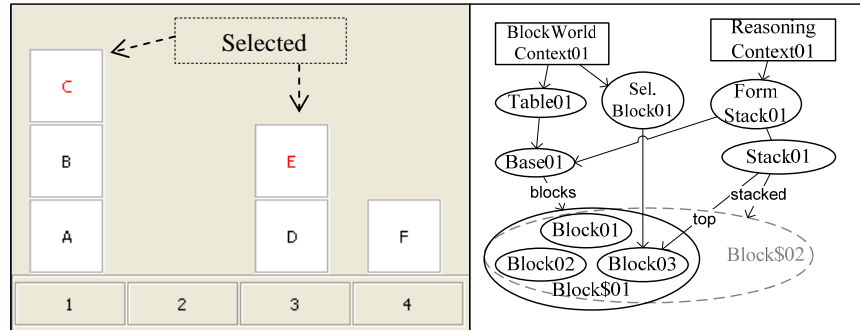 Selected
C
B
E
A
D
F
1
2
3
4
BlockWorld
Context01
Reasoning
Context01
Table01
Sel.
Block01
Form
Stack01
Base01
Stack01
blocks
stacked
top
Block01
Block02
Block03
Block$02
Block$01